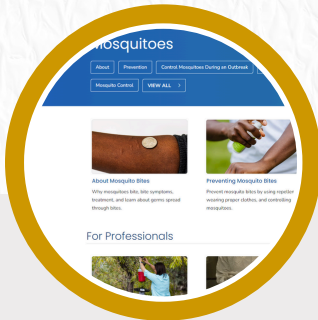 Mosquitoes
About
Prevention
Control Mosquitoes During an Outbreak
Mosquito Control
VIEW ALL
About Mosquito Bites
Why mosquitoes bite, bite symptoms,
treatment, and learn about germs spread
through bites.
Preventing Mosquito Bites
Prevent mosquito bites by using repellent
wearing proper clothes, and controlling
mosquitoes.
For Professionals